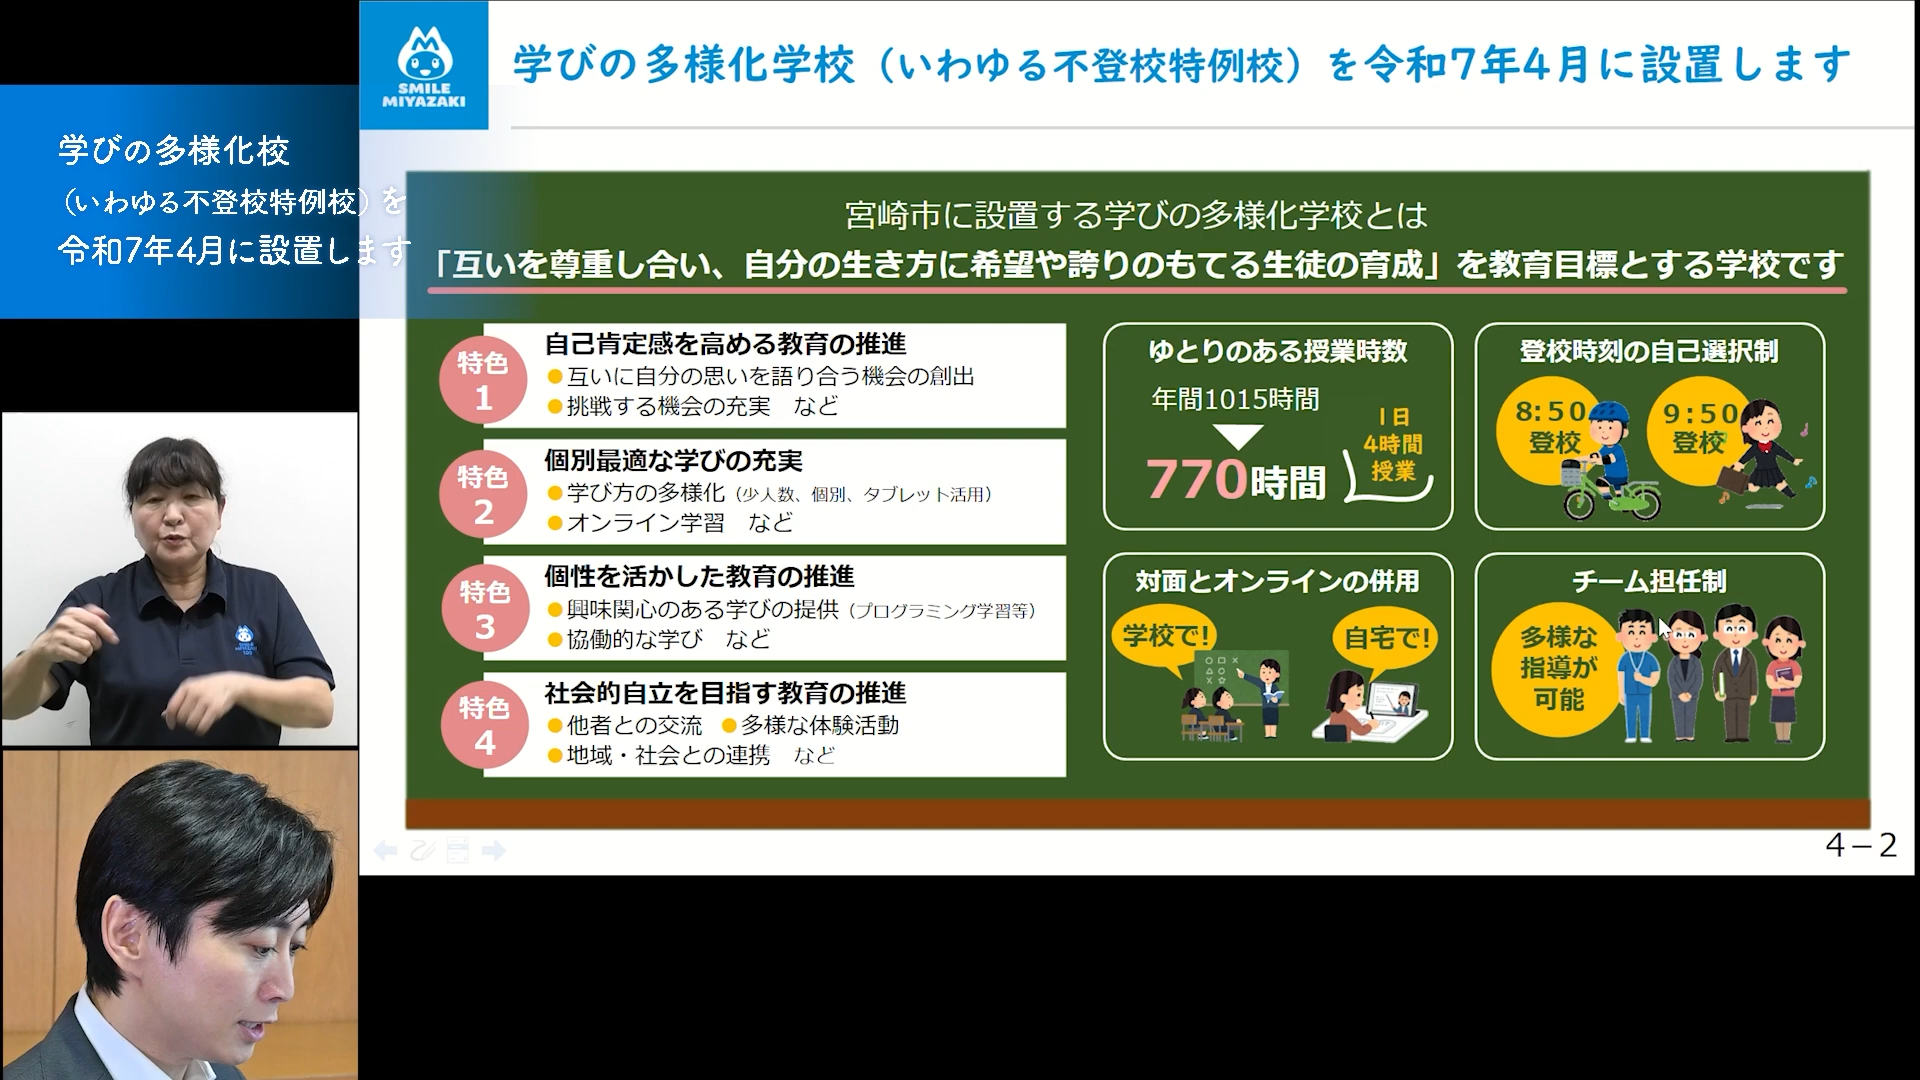 SMILE
MIYAZAKI
学びの多様化学校（いわゆる不登校特例校）を令和7年4月に設置します
学びの多様化校
（いわゆる不登校特例校）を
令和7年4月に設置します
宮崎市に設置する学びの多様化学校とは
「互いを尊重し合い、自分の生き方に希望や誇りのもてる生徒の育成」を教育目標とする学校です
特色
1
自己肯定感を高める教育の推進
●互いに自分の思いを語り合う機会の創出
●挑戦する機会の充実　など
特色
2
個別最適な学びの充実
●学び方の多様化（少人数、個別、タブレット活用）
●オンライン学習　など
特色
3
個性を活かした教育の推進
●興味関心のある学びの提供（プログラミング学習等）
●協働的な学び　など
特色
4
社会的自立を目指す教育の推進
●他者との交流　●多様な体験活動
●地域・社会との連携　など
ゆとりのある授業時数
年間1015時間
770時間
1日
4時間
授業
登校時刻の自己選択制
8:50
登校
9:50
登校
対面とオンラインの併用
学校で!
自宅で!
チーム担任制
多様な
指導が
可能
4－2